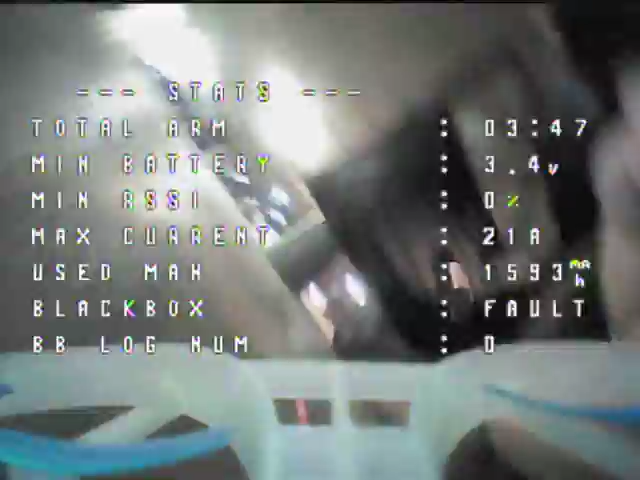 --- STATS ---
TOTAL ARM : 03:47
MIN BATTERY : 3.4v
MIN RSSI : 0%
MAX CURRENT : 21A
USED MAH : 1593mAh
BLACKBOX : FAULT
BB LOG NUM : 0